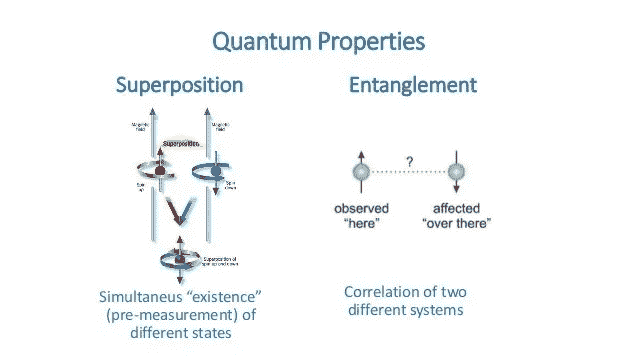 Quantum Properties
Superposition
Entanglement
Magnetic
field
Magnetic
field
Superposition
Spin
up
Spin
down
Superposition of
spin up and down
?
observed
"here"
affected
"over there"
Simultaneus "existence"
(pre-measurement) of
different states
Correlation of two
different systems